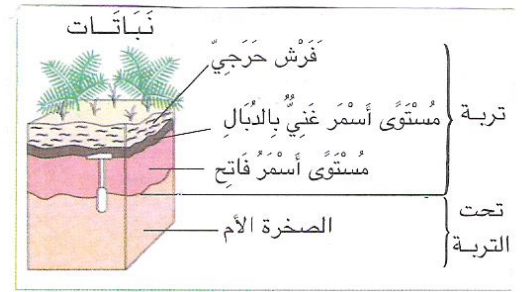 نَبَاتَات
فَرْش حَرَجِيّ
مُسْتَوًى أَسْمَر غَنِيٌّ بِالدُّبَالِ
تربة
مُسْتَوًى أَسْمَرُ فَاتِح
الصخرة الأم
تحت
التربة